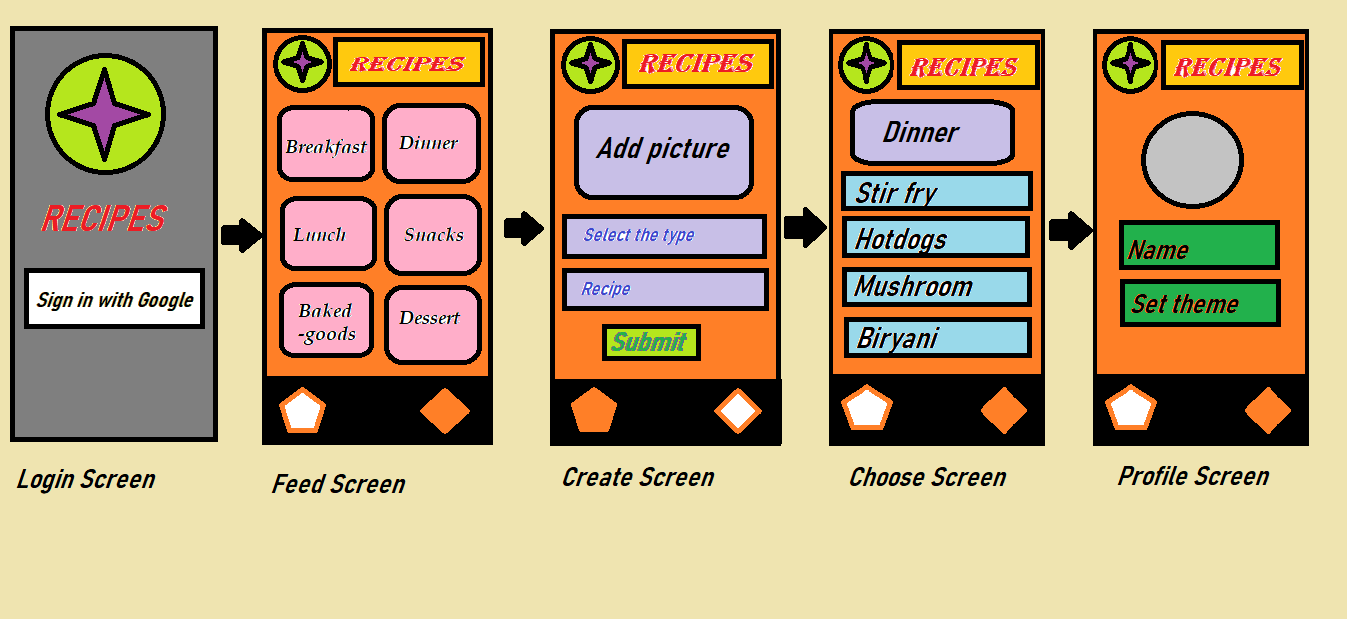 RECIPES
Sign in with Google
Login Screen
RECIPES
Breakfast
Dinner
Lunch
Snacks
Baked
-goods
Dessert
Feed Screen
RECIPES
Add picture
Select the type
Recipe
Submit
Create Screen
RECIPES
Dinner
Stir fry
Hotdogs
Mushroom
Biryani
Choose Screen
RECIPES
Name
Set theme
Profile Screen